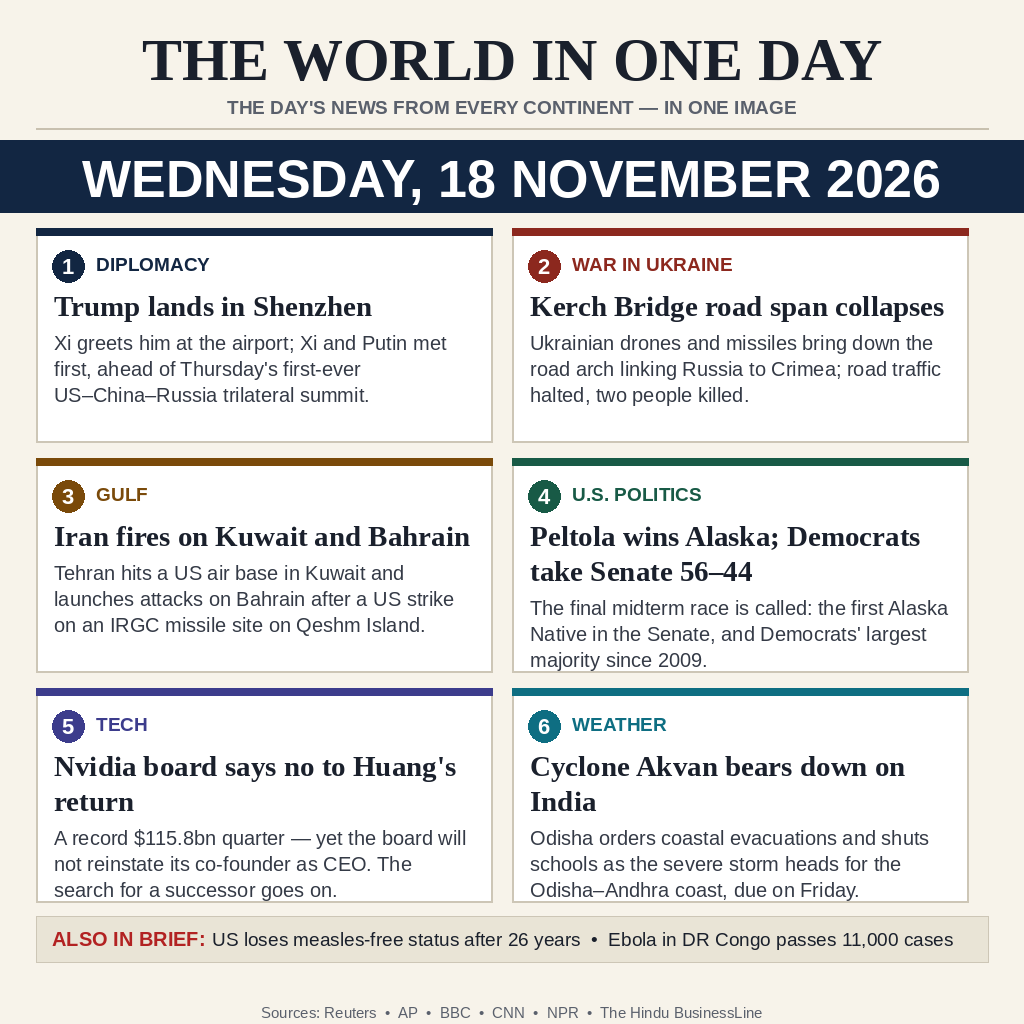 THE WORLD IN ONE DAY
THE DAY'S NEWS FROM EVERY CONTINENT — IN ONE IMAGE
WEDNESDAY, 18 NOVEMBER 2026
1 DIPLOMACY
Trump lands in Shenzhen
Xi greets him at the airport; Xi and Putin met
first, ahead of Thursday's first-ever
US–China–Russia trilateral summit.
2 WAR IN UKRAINE
Kerch Bridge road span collapses
Ukrainian drones and missiles bring down the
road arch linking Russia to Crimea; road traffic
halted, two people killed.
3 GULF
Iran fires on Kuwait and Bahrain
Tehran hits a US air base in Kuwait and
launches attacks on Bahrain after a US strike
on an IRGC missile site on Qeshm Island.
4 U.S. POLITICS
Peltola wins Alaska; Democrats
take Senate 56–44
The final midterm race is called: the first Alaska
Native in the Senate, and Democrats' largest
majority since 2009.
5 TECH
Nvidia board says no to Huang's
return
A record $115.8bn quarter — yet the board will
not reinstate its co-founder as CEO. The
search for a successor goes on.
6 WEATHER
Cyclone Akvan bears down on
India
Odisha orders coastal evacuations and shuts
schools as the severe storm heads for the
Odisha–Andhra coast, due on Friday.
ALSO IN BRIEF: US loses measles-free status after 26 years • Ebola in DR Congo passes 11,000 cases
Sources: Reuters • AP • BBC • CNN • NPR • The Hindu BusinessLine